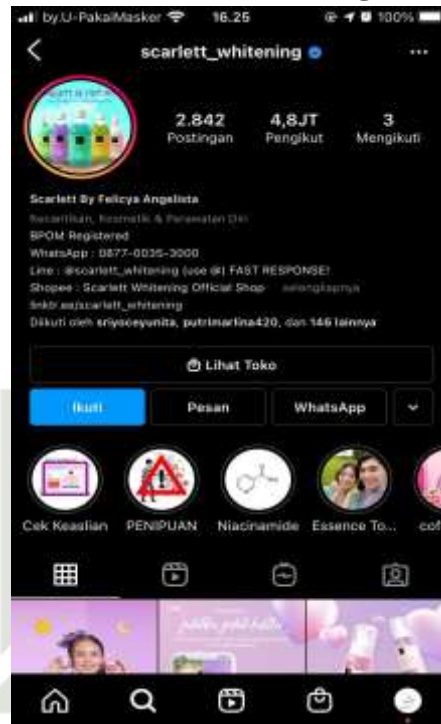 by.U-PakaiMasker 16.25 100%
scarlett_whitening
2.842 4,8JT 3
Postingan Pengikut Mengikuti
Scarlett By Felicya Angelista
Kecantikan, Kosmetik & Perawatan Diri
BPOM Registered
WhatsApp : 0877-0035-3000
Line : @scarlett_whitening (use @) FAST RESPONSE!
Shopee : Scarlett Whitening Official Shop selengkapnya
linktr.ee/scarlett_whitening
Diikuti oleh sriyoceyunita, putrimartina420, dan 146 lainnya
Lihat Toko
Ikuti Pesan WhatsApp
Cek Keaslian PENIPUAN Niacinamide Essence To... cof